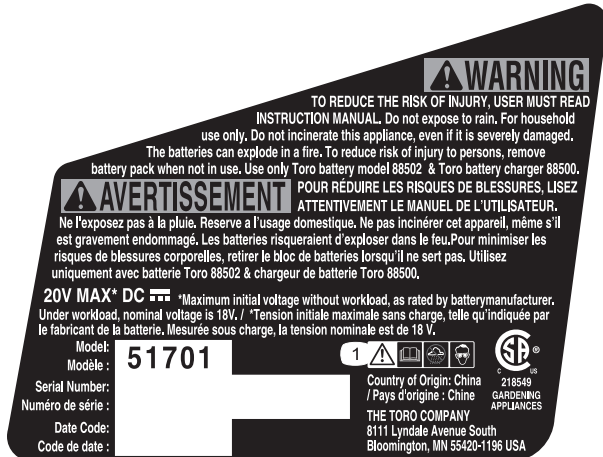 WARNING
TO REDUCE THE RISK OF INJURY, USER MUST READ
INSTRUCTION MANUAL. Do not expose to rain. For household
use only. Do not incinerate this appliance, even if it is severely damaged.
The batteries can explode in a fire. To reduce risk of injury to persons, remove
battery pack when not in use. Use only Toro battery model 88502 & Toro battery charger 88500.
AVERTISSEMENT
POUR RÉDUIRE LES RISQUES DE BLESSURES, LISEZ
ATTENTIVEMENT LE MANUEL DE L'UTILISATEUR.
Ne l'exposez pas à la pluie. Reserve a l'usage domestique. Ne pas incinérer cet appareil, même s'il
est gravement endommagé. Les batteries risqueraient d'exploser dans le feu.Pour minimiser les
risques de blessures corporelles, retirer le bloc de batteries lorsqu'il ne sert pas. Utilisez
uniquement avec batterie Toro 88502 & chargeur de batterie Toro 88500.
20V MAX* DC *Maximum initial voltage without workload, as rated by batterymanufacturer.
Under workload, nominal voltage is 18V. / *Tension initiale maximale sans charge, telle qu'indiquée par
le fabricant de la batterie. Mesurée sous charge, la tension nominale est de 18 V.
Model:
Modèle :
51701
Serial Number:
Numéro de série :
Date Code:
Code de date :
1
Country of Origin: China
/ Pays d'origine : Chine
THE TORO COMPANY
8111 Lyndale Avenue South
Bloomington, MN 55420-1196 USA
SA ®
C US
218549
GARDENING
APPLIANCES